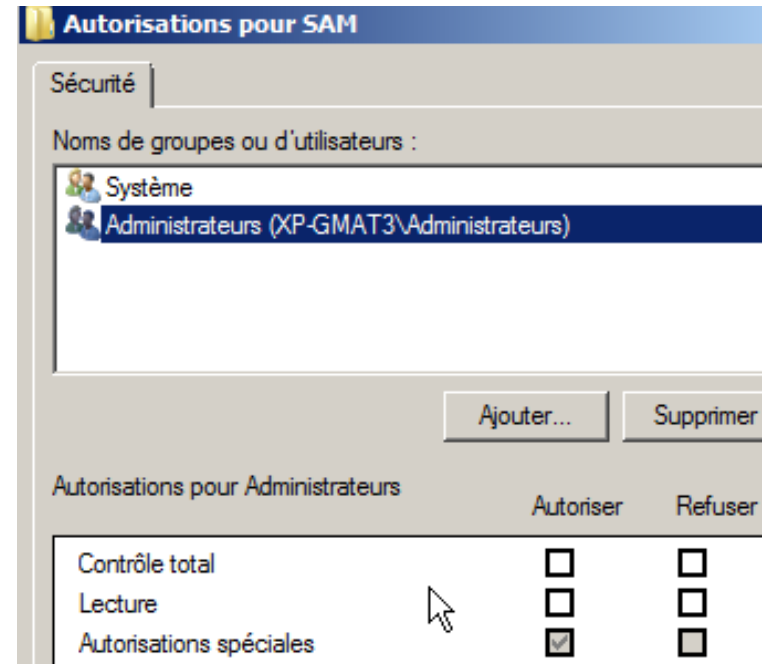 Autorisations pour SAM
Sécurité
Noms de groupes ou d'utilisateurs :
Système
Administrateurs (XP-GMAT3\Administrateurs)
Ajouter... Supprimer
Autorisations pour Administrateurs Autoriser Refuser
Contrôle total
Lecture
Autorisations spéciales